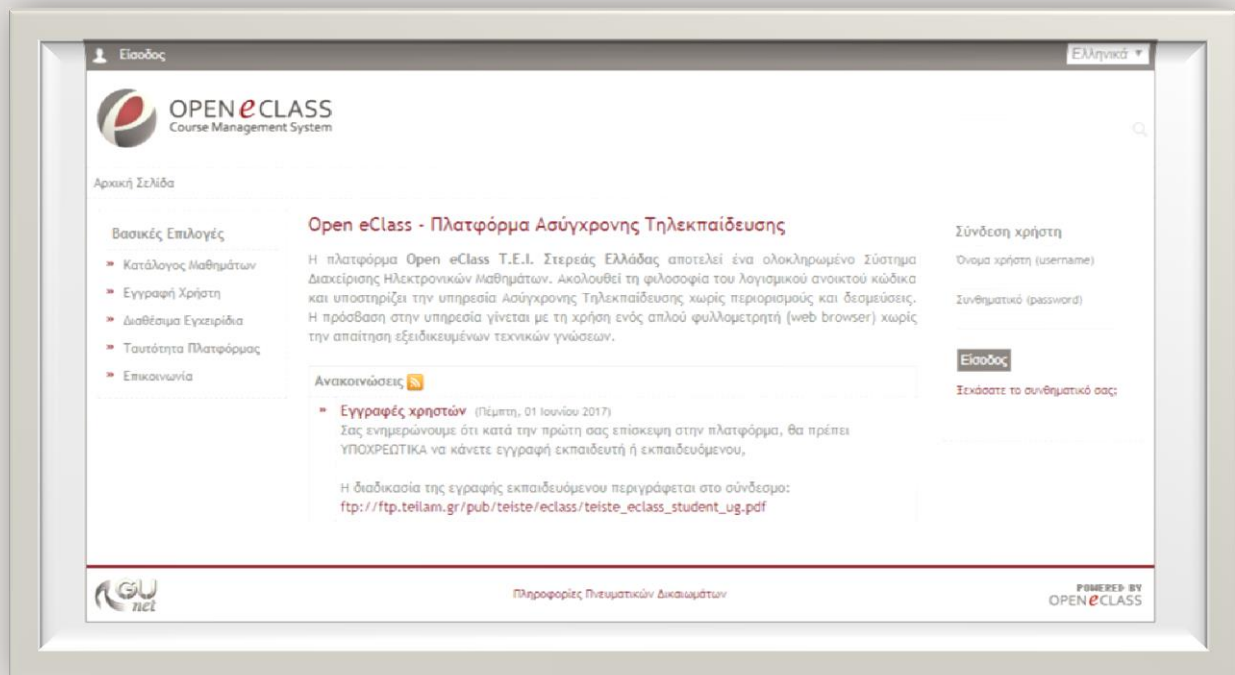 Είσοδος
Ελληνικά
OPEN eCLASS
Course Management System
Αρχική Σελίδα
Βασικές Επιλογές
Κατάλογος Μαθημάτων
Εγγραφή Χρήστη
Διαθέσιμα Εγχειρίδια
Ταυτότητα Πλατφόρμας
Επικοινωνία
Open eClass - Πλατφόρμα Ασύγχρονης Τηλεκπαίδευσης
Η πλατφόρμα Open eClass Τ.Ε.Ι. Στερεάς Ελλάδας αποτελεί ένα ολοκληρωμένο Σύστημα
Διαχείρισης Ηλεκτρονικών Μαθημάτων. Ακολουθεί τη φιλοσοφία του λογισμικού ανοικτού κώδικα
και υποστηρίζει την υπηρεσία Ασύγχρονης Τηλεκπαίδευσης χωρίς περιορισμούς και δεσμεύσεις.
Η πρόσβαση στην υπηρεσία γίνεται με τη χρήση ενός απλού φυλλομετρητή (web browser) χωρίς
την απαίτηση εξειδικευμένων τεχνικών γνώσεων.
Ανακοινώσεις
Εγγραφές χρηστών (Πέμπτη, 01 Ιουνίου 2017)
Σας ενημερώνουμε ότι κατά την πρώτη σας επίσκεψη στην πλατφόρμα, θα πρέπει
ΥΠΟΧΡΕΩΤΙΚΑ να κάνετε εγγραφή εκπαιδευτή ή εκπαιδευόμενου,
Η διαδικασία της εγραφής εκπαιδευόμενου περιγράφεται στο σύνδεσμο:
ftp://ftp.teilam.gr/pub/teiste/eclass/teiste_eclass_student_ug.pdf
Σύνδεση χρήστη
Όνομα χρήστη (username)
Συνθηματικό (password)
Είσοδος
Ξεχάσατε το συνθηματικό σας;
GUnet
Πληροφορίες Πνευματικών Δικαιωμάτων
POWERED BY
OPEN eCLASS